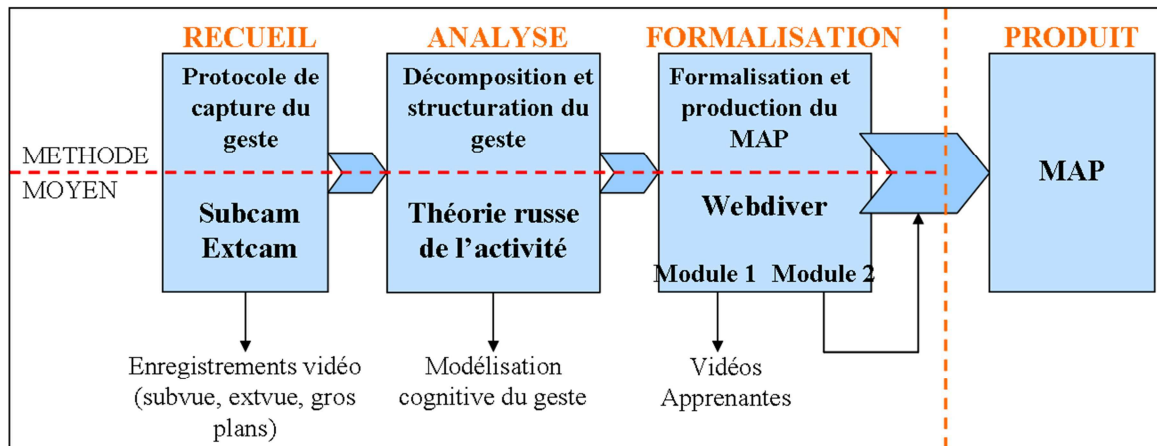 RECUEIL
ANALYSE
FORMALISATION
PRODUIT
Protocole de
capture du
geste
Décomposition et
structuration du
geste
Formalisation et
production du
MAP
METHODE
MOYEN
MAP
Subcam
Extcam
Théorie russe
de l’activité
Webdiver
Module 1
Module 2
Enregistrements vidéo
(subvue, extvue, gros
plans)
Modélisation
cognitive du geste
Vidéos
Apprenantes